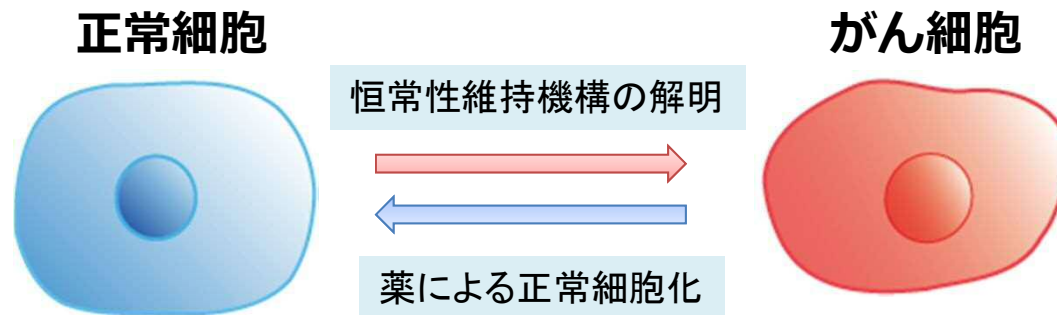 正常細胞
がん細胞
恒常性維持機構の解明
薬による正常細胞化